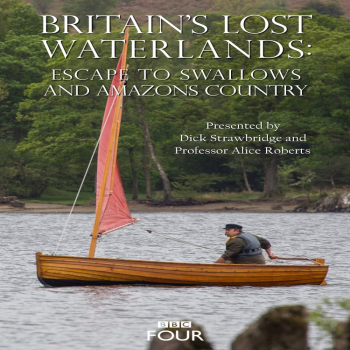 BRITAIN'S LOST
WATERLANDS:
ESCAPE TO SWALLOWS
AND AMAZONS COUNTRY
Presented by
Dick Strawbridge and
Professor Alice Roberts
BBC
FOUR